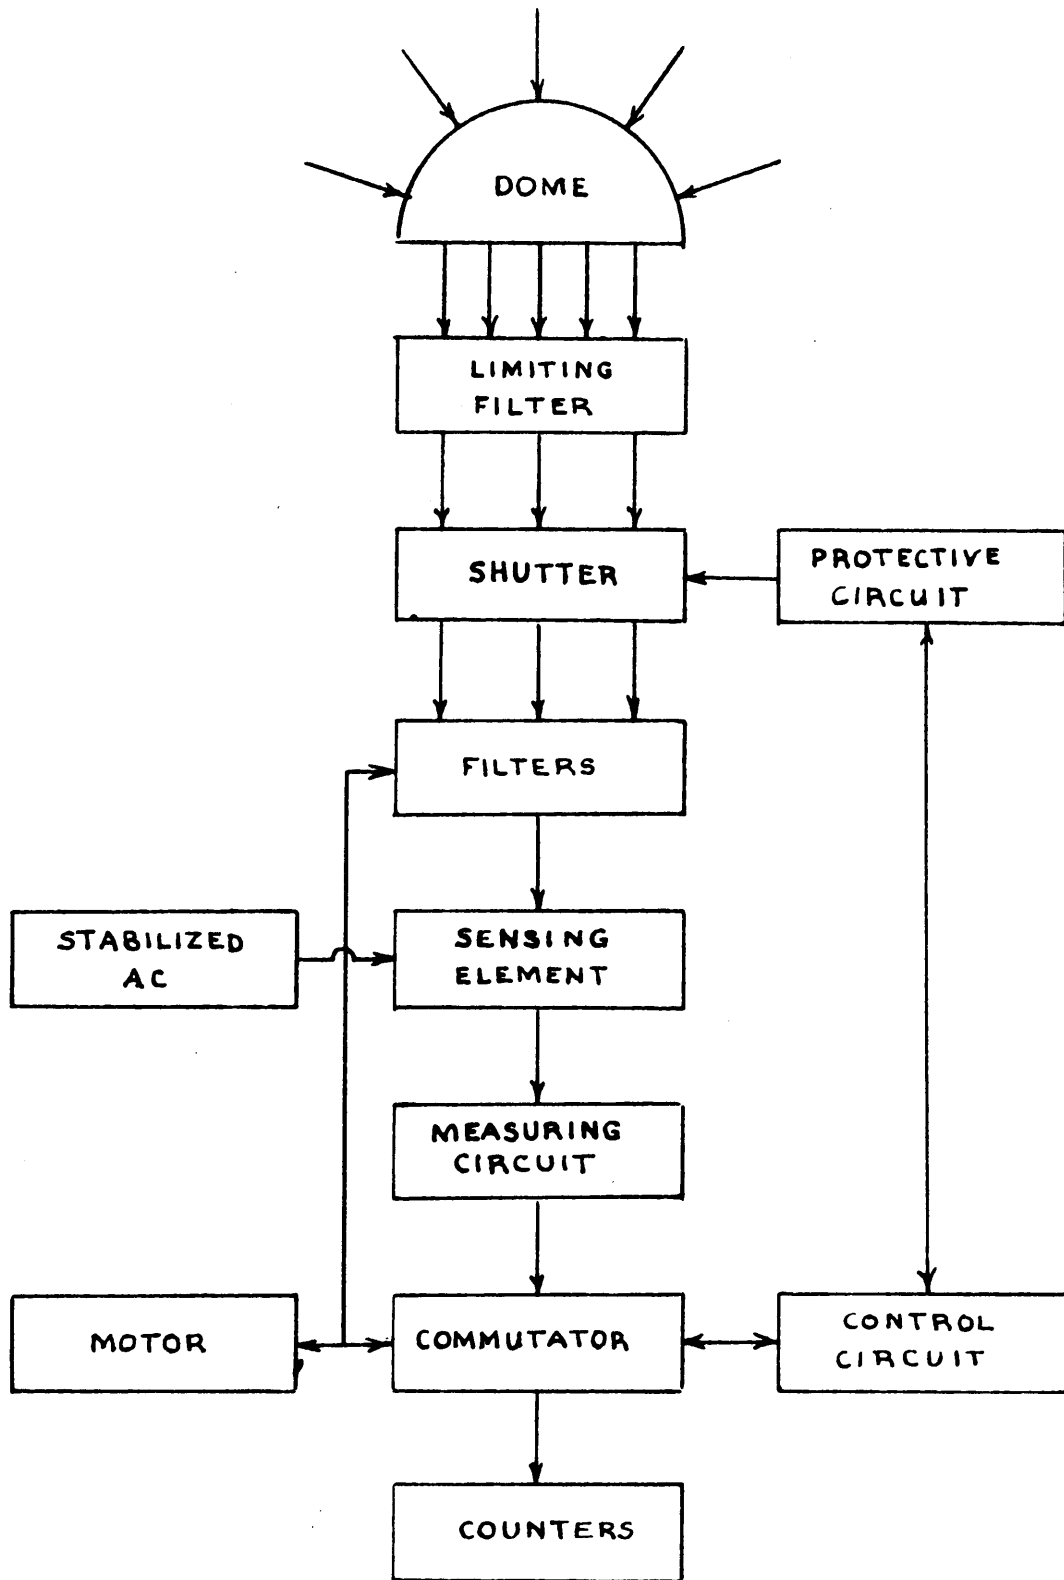 DOME
LIMITING
FILTER
SHUTTER
PROTECTIVE
CIRCUIT
FILTERS
STABILIZED
AC
SENSING
ELEMENT
MEASURING
CIRCUIT
MOTOR
COMMUTATOR
CONTROL
CIRCUIT
COUNTERS